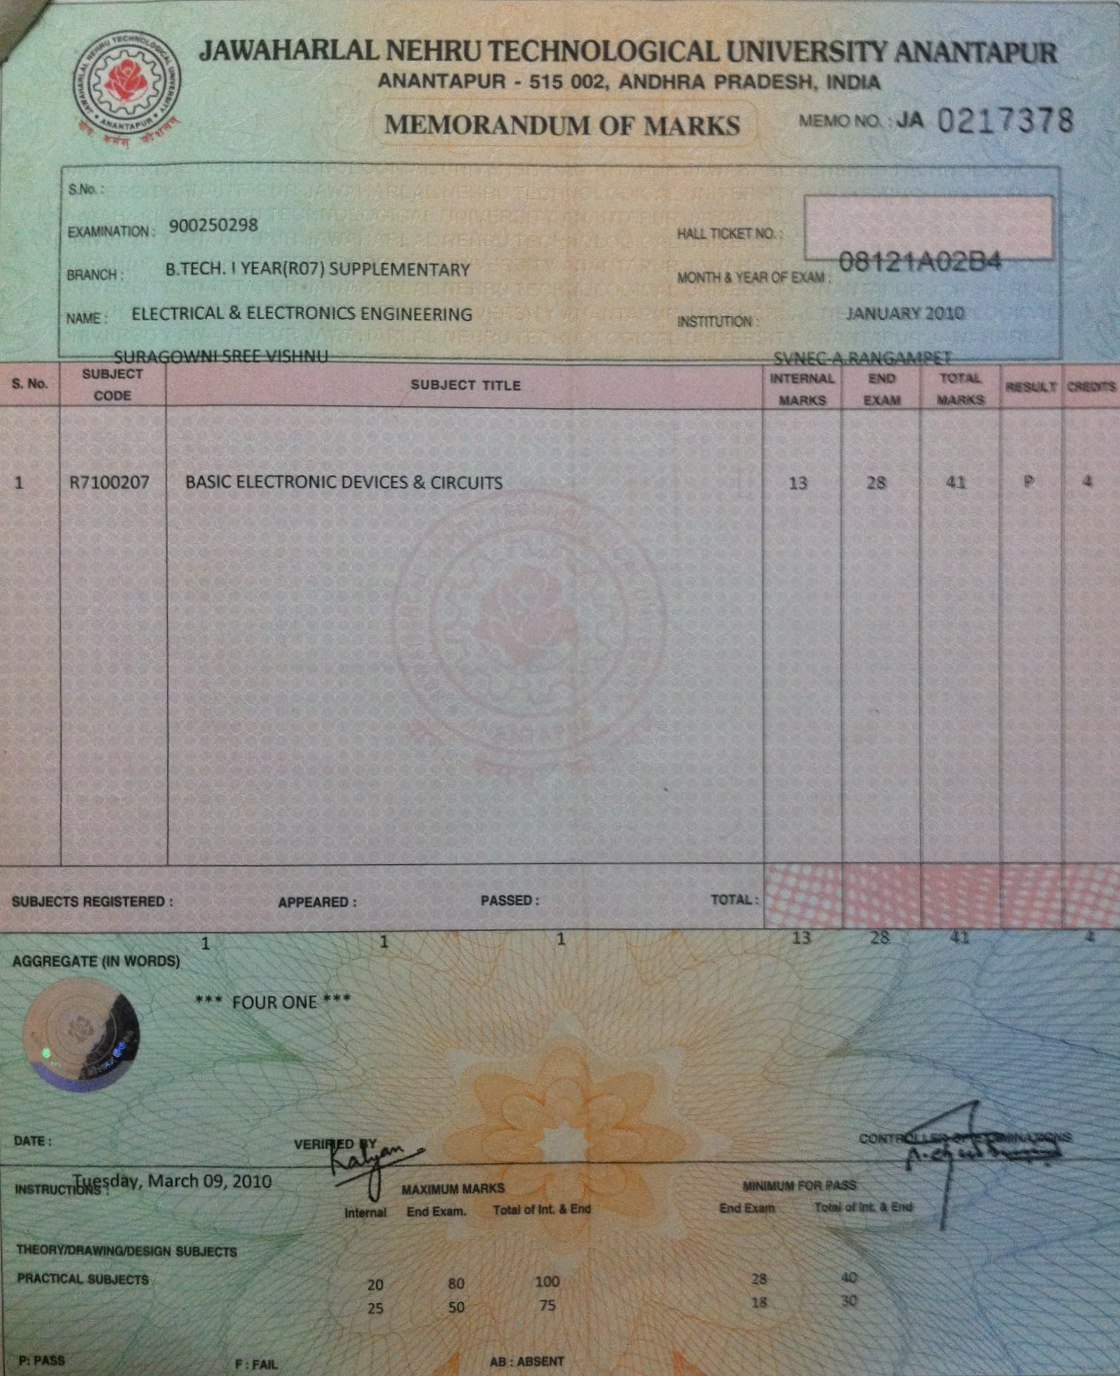 JAWAHARLAL NEHRU TECHNOLOGICAL UNIVERSITY ANANTAPUR
ANANTAPUR - 515 002, ANDHRA PRADESH, INDIA
MEMORANDUM OF MARKS
MEMO NO. : JA 0217378
JAWAHARLAL NEHRU TECHNOLOGICAL UNIVERSITY
ANANTAPUR
S.No. :
EXAMINATION : 900250298
HALL TICKET NO. :
08121A02B4
BRANCH : B.TECH. I YEAR(R07) SUPPLEMENTARY
MONTH & YEAR OF EXAM :
NAME : ELECTRICAL & ELECTRONICS ENGINEERING
INSTITUTION : JANUARY 2010
SURAGOWNI SREE VISHNU SVNEC-A.RANGAMPET
S. No. SUBJECT CODE SUBJECT TITLE INTERNAL MARKS END EXAM TOTAL MARKS RESULT CREDITS
1 R7100207 BASIC ELECTRONIC DEVICES & CIRCUITS 13 28 41 P 4
SUBJECTS REGISTERED : APPEARED : PASSED : TOTAL :
1 1 1 13 28 41 4
AGGREGATE (IN WORDS)
*** FOUR ONE ***
DATE : VERIFIED BY CONTROLLER OF EXAMINATIONS
Kalyan
Tuesday, March 09, 2010
INSTRUCTIONS : MAXIMUM MARKS MINIMUM FOR PASS
Internal End Exam. Total of Int. & End End Exam Total of Int. & End
THEORY/DRAWING/DESIGN SUBJECTS
PRACTICAL SUBJECTS
20 80 100 28 40
25 50 75 18 30
P: PASS F : FAIL AB : ABSENT